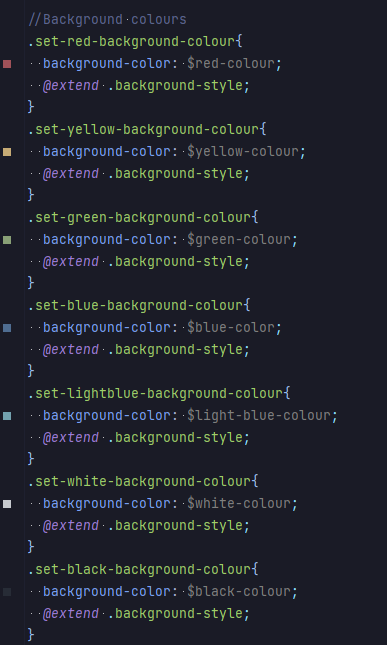 //Background colours
.set-red-background-colour{
  background-color: $red-colour;
  @extend .background-style;
}
.set-yellow-background-colour{
  background-color: $yellow-colour;
  @extend .background-style;
}
.set-green-background-colour{
  background-color: $green-colour;
  @extend .background-style;
}
.set-blue-background-colour{
  background-color: $blue-color;
  @extend .background-style;
}
.set-lightblue-background-colour{
  background-color: $light-blue-colour;
  @extend .background-style;
}
.set-white-background-colour{
  background-color: $white-colour;
  @extend .background-style;
}
.set-black-background-colour{
  background-color: $black-colour;
  @extend .background-style;
}